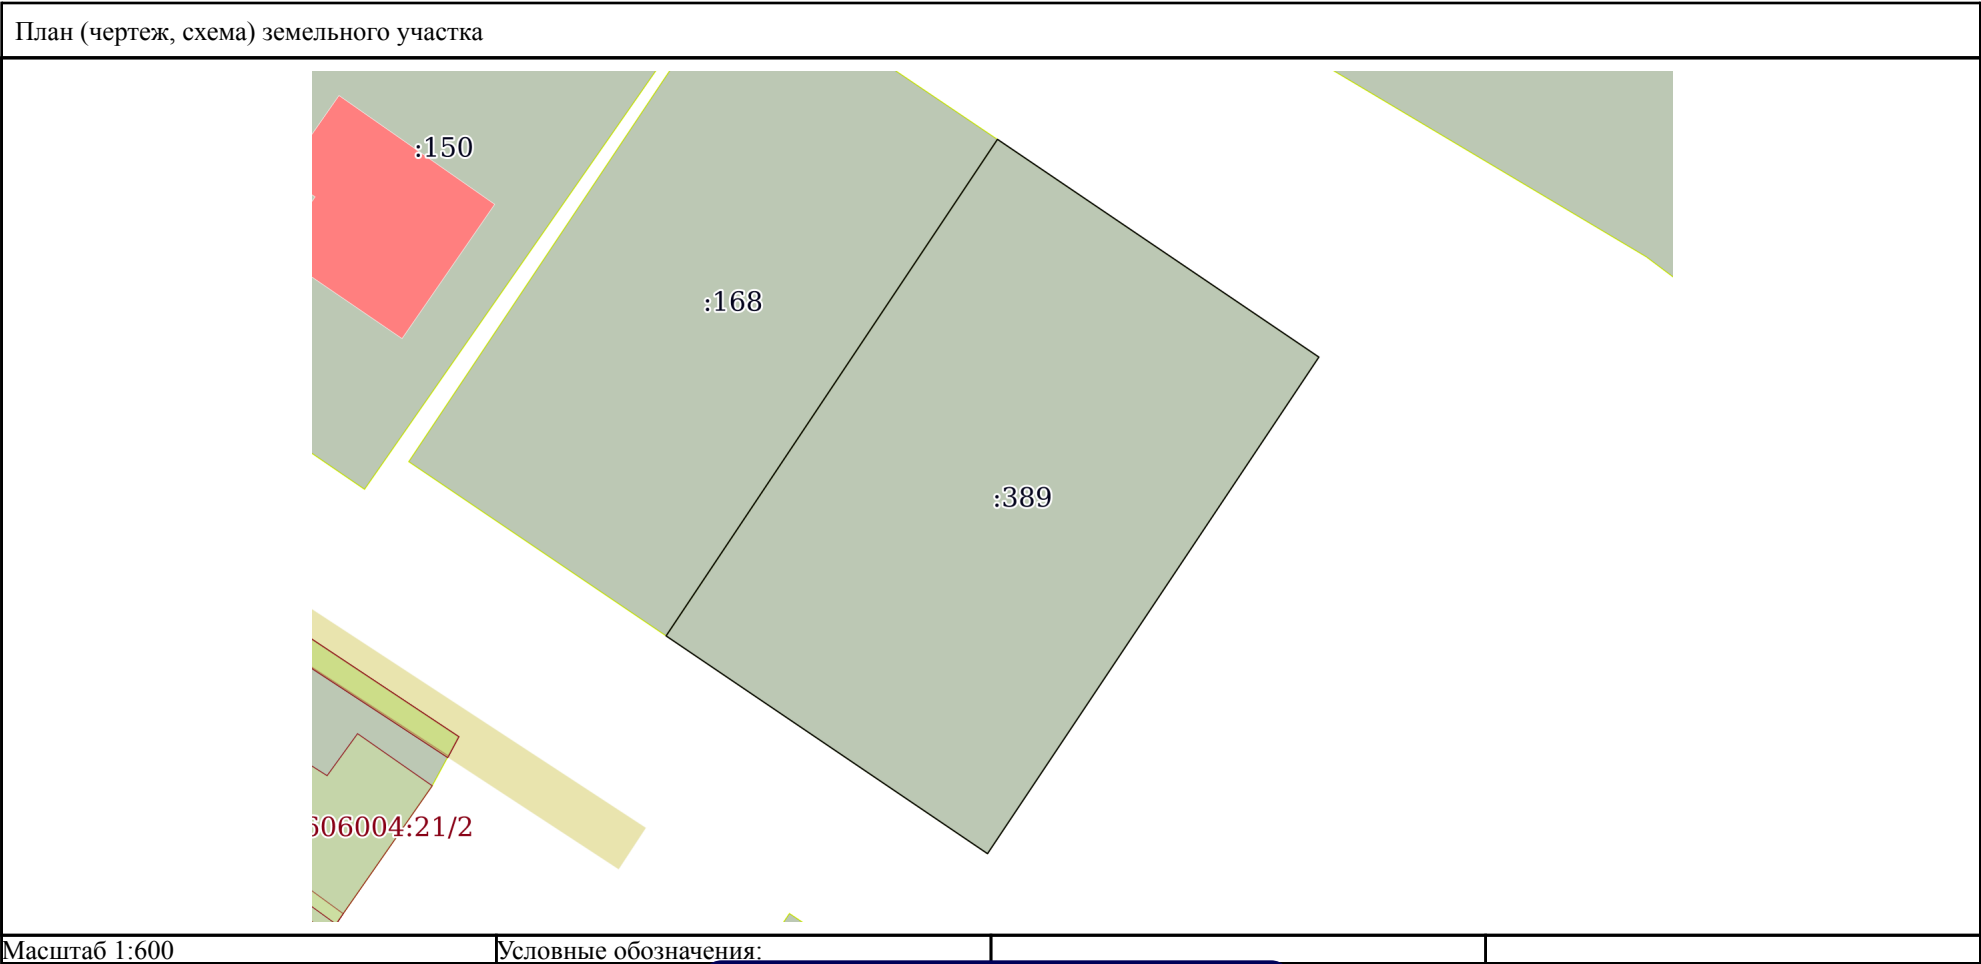 План (чертеж, схема) земельного участка
:150
:168
:389
606004:21/2
Масштаб 1:600
Условные обозначения: